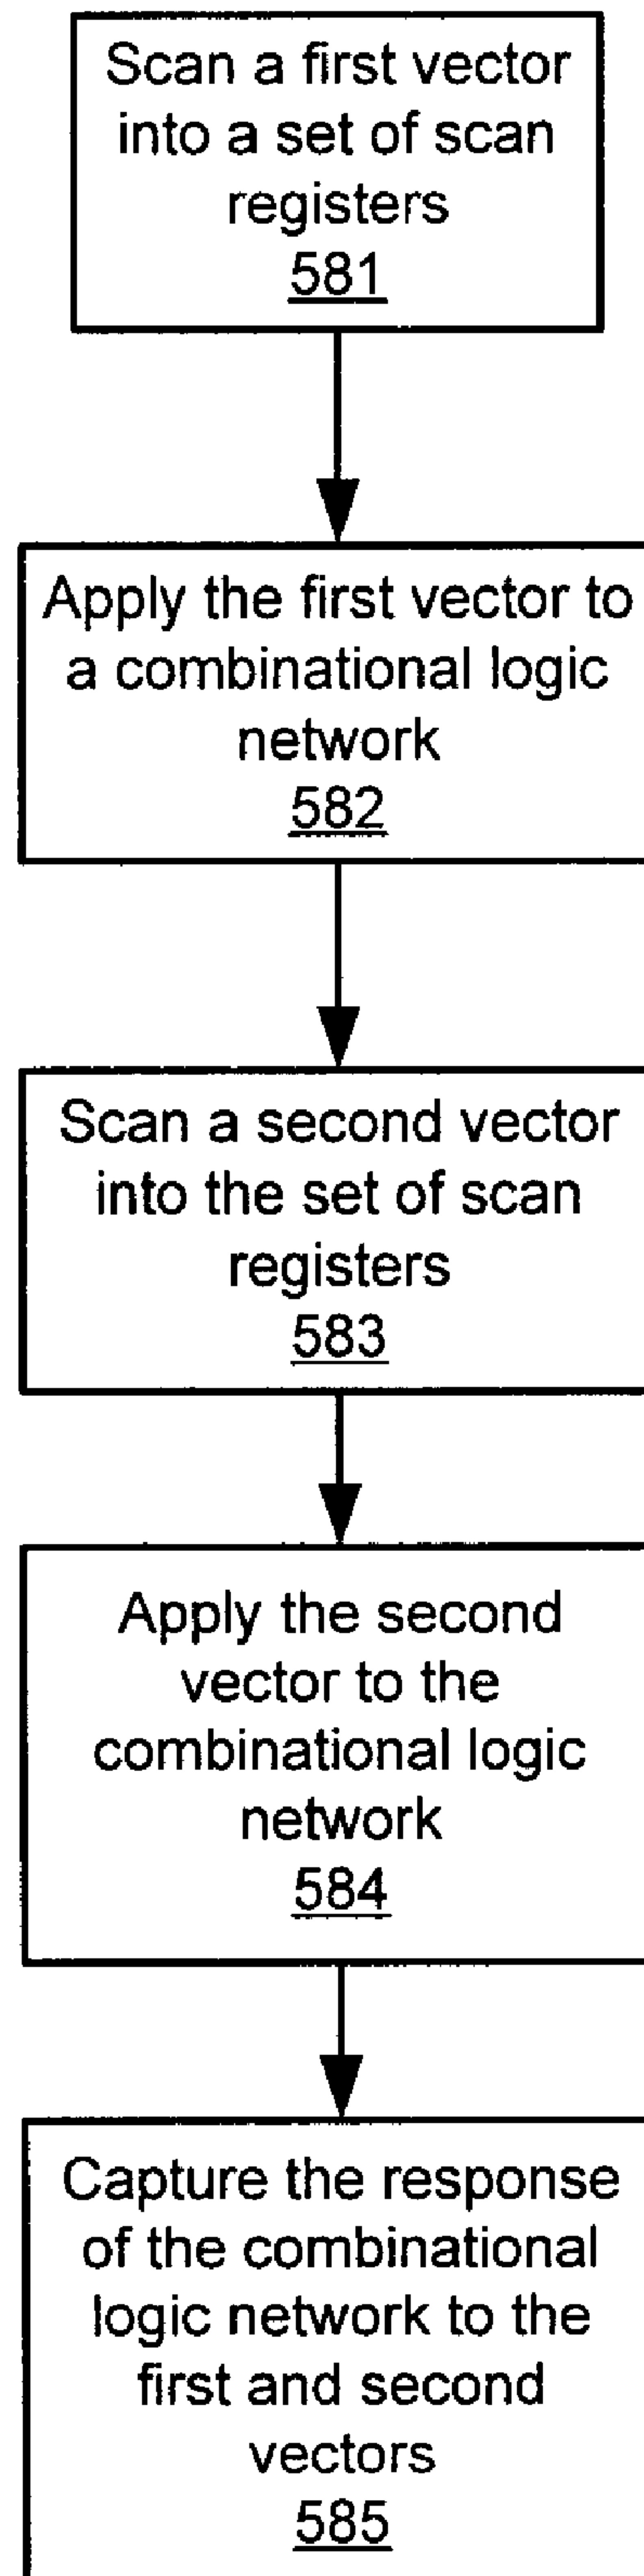 Scan a first vector
into a set of scan
registers
581
Apply the first vector to
a combinational logic
network
582
Scan a second vector
into the set of scan
registers
583
Apply the second
vector to the
combinational logic
network
584
Capture the response
of the combinational
logic network to the
first and second
vectors
585